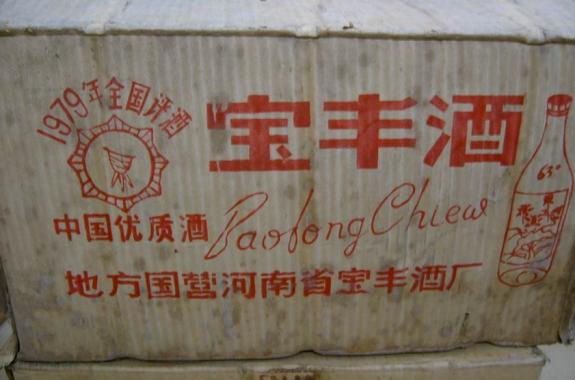 1979年全国评酒
宝丰酒
中国优质酒
Baofong Chiew
地方国营河南省宝丰酒厂
63°